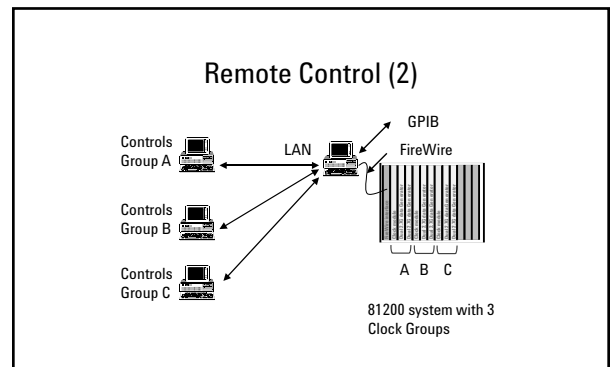 Remote Control (2)
Controls
Group A
LAN
GPIB
FireWire
Controls
Group B
Controls
Group C
A B C
81200 system with 3
Clock Groups